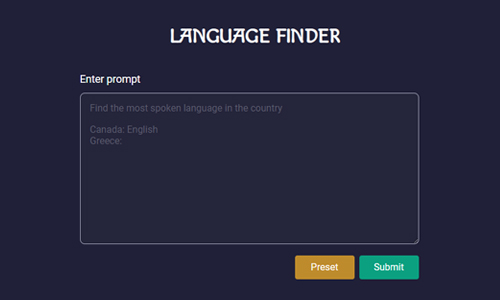 LANGUAGE FINDER
Enter prompt
Find the most spoken language in the country
Canada: English
Greece:
Preset
Submit